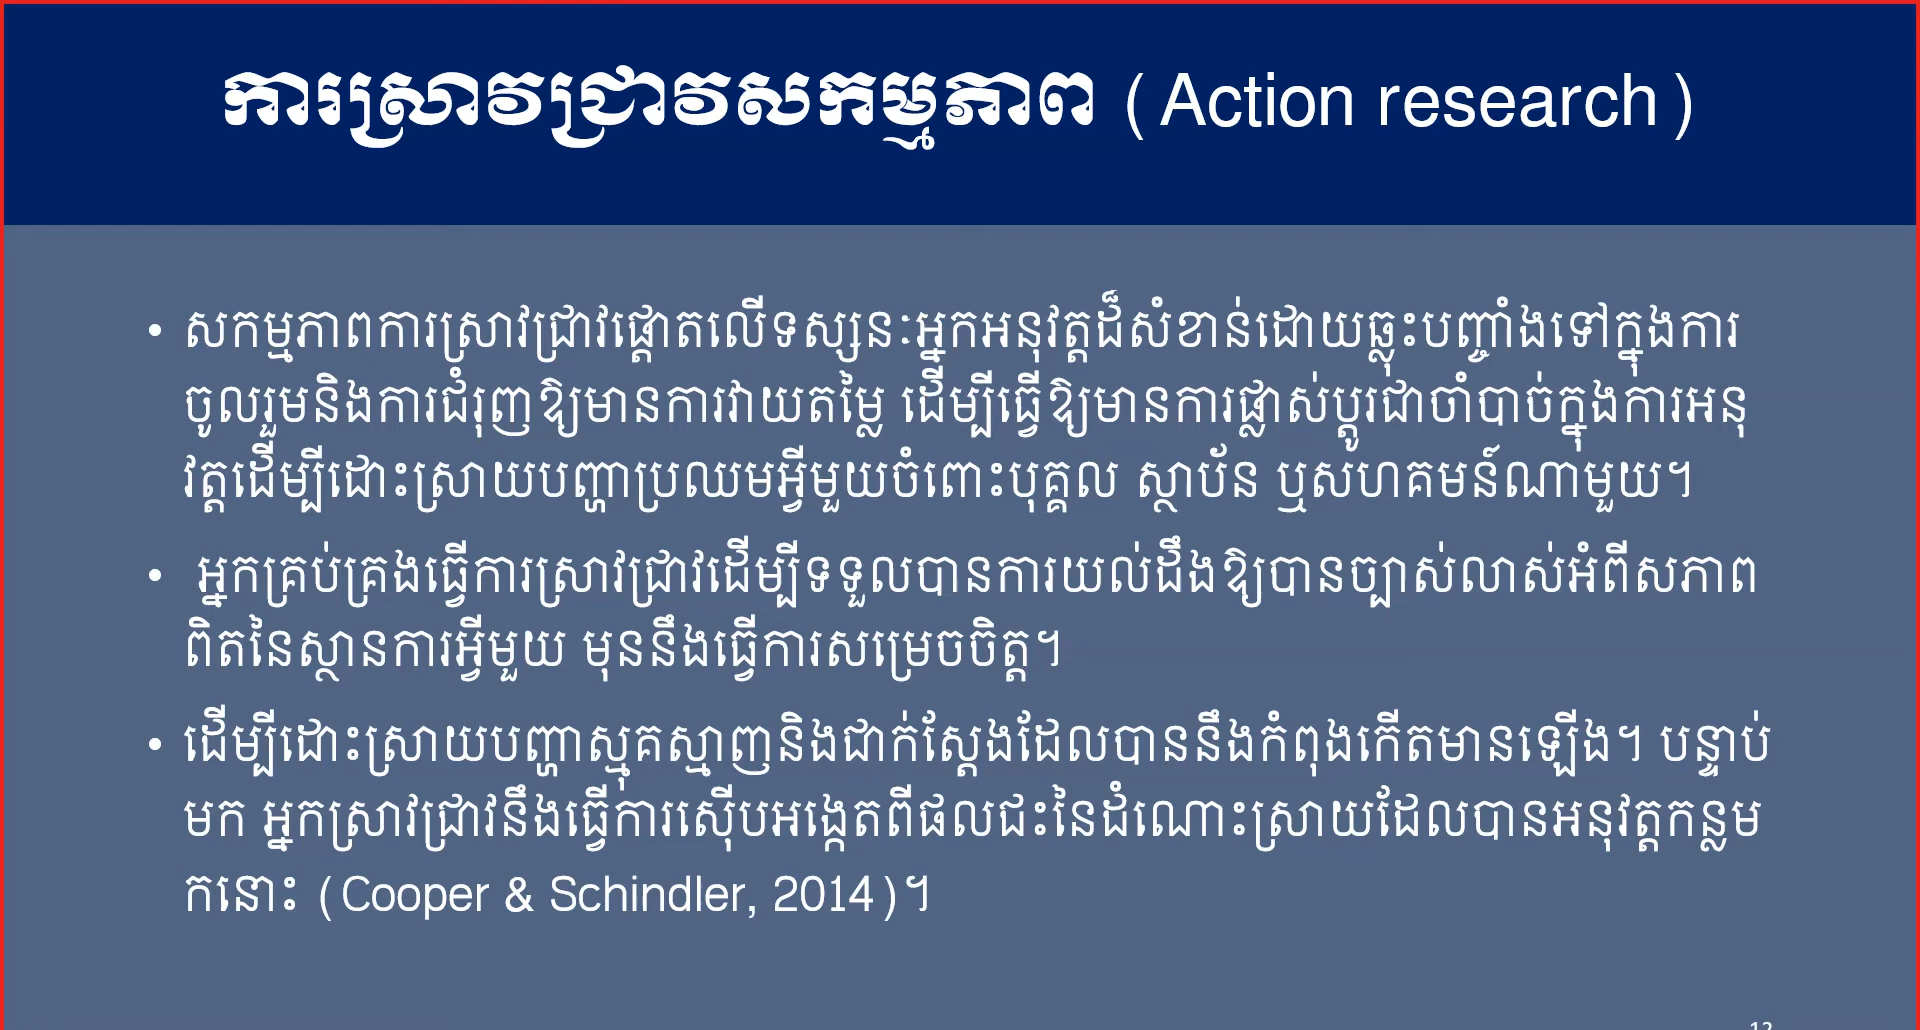 ការស្រាវជ្រាវសកម្មភាព (Action research)
• សកម្មភាពការស្រាវជ្រាវផ្ដោតលើទស្សនៈអ្នកអនុវត្តដ៏សំខាន់ដោយឆ្លុះបញ្ចាំងទៅក្នុងការ
ចូលរួមនិងការជំរុញឱ្យមានការវាយតម្លៃ ដើម្បីធ្វើឱ្យមានការផ្លាស់ប្ដូរជាចាំបាច់ក្នុងការអនុ
វត្តដើម្បីដោះស្រាយបញ្ហាប្រឈមអ្វីមួយចំពោះបុគ្គល ស្ថាប័ន ឬសហគមន៍ណាមួយ។
• អ្នកគ្រប់គ្រងធ្វើការស្រាវជ្រាវដើម្បីទទួលបានការយល់ដឹងឱ្យបានច្បាស់លាស់អំពីសភាព
ពិតនៃស្ថានការអ្វីមួយ មុននឹងធ្វើការសម្រេចចិត្ត។
• ដើម្បីដោះស្រាយបញ្ហាស្មុគស្មាញនិងជាក់ស្ដែងដែលបាននឹងកំពុងកើតមានឡើង។ បន្ទាប់
មក អ្នកស្រាវជ្រាវនឹងធ្វើការស៊ើបអង្កេតពីផលជះនៃដំណោះស្រាយដែលបានអនុវត្តកន្លម
កនោះ (Cooper & Schindler, 2014)។
12